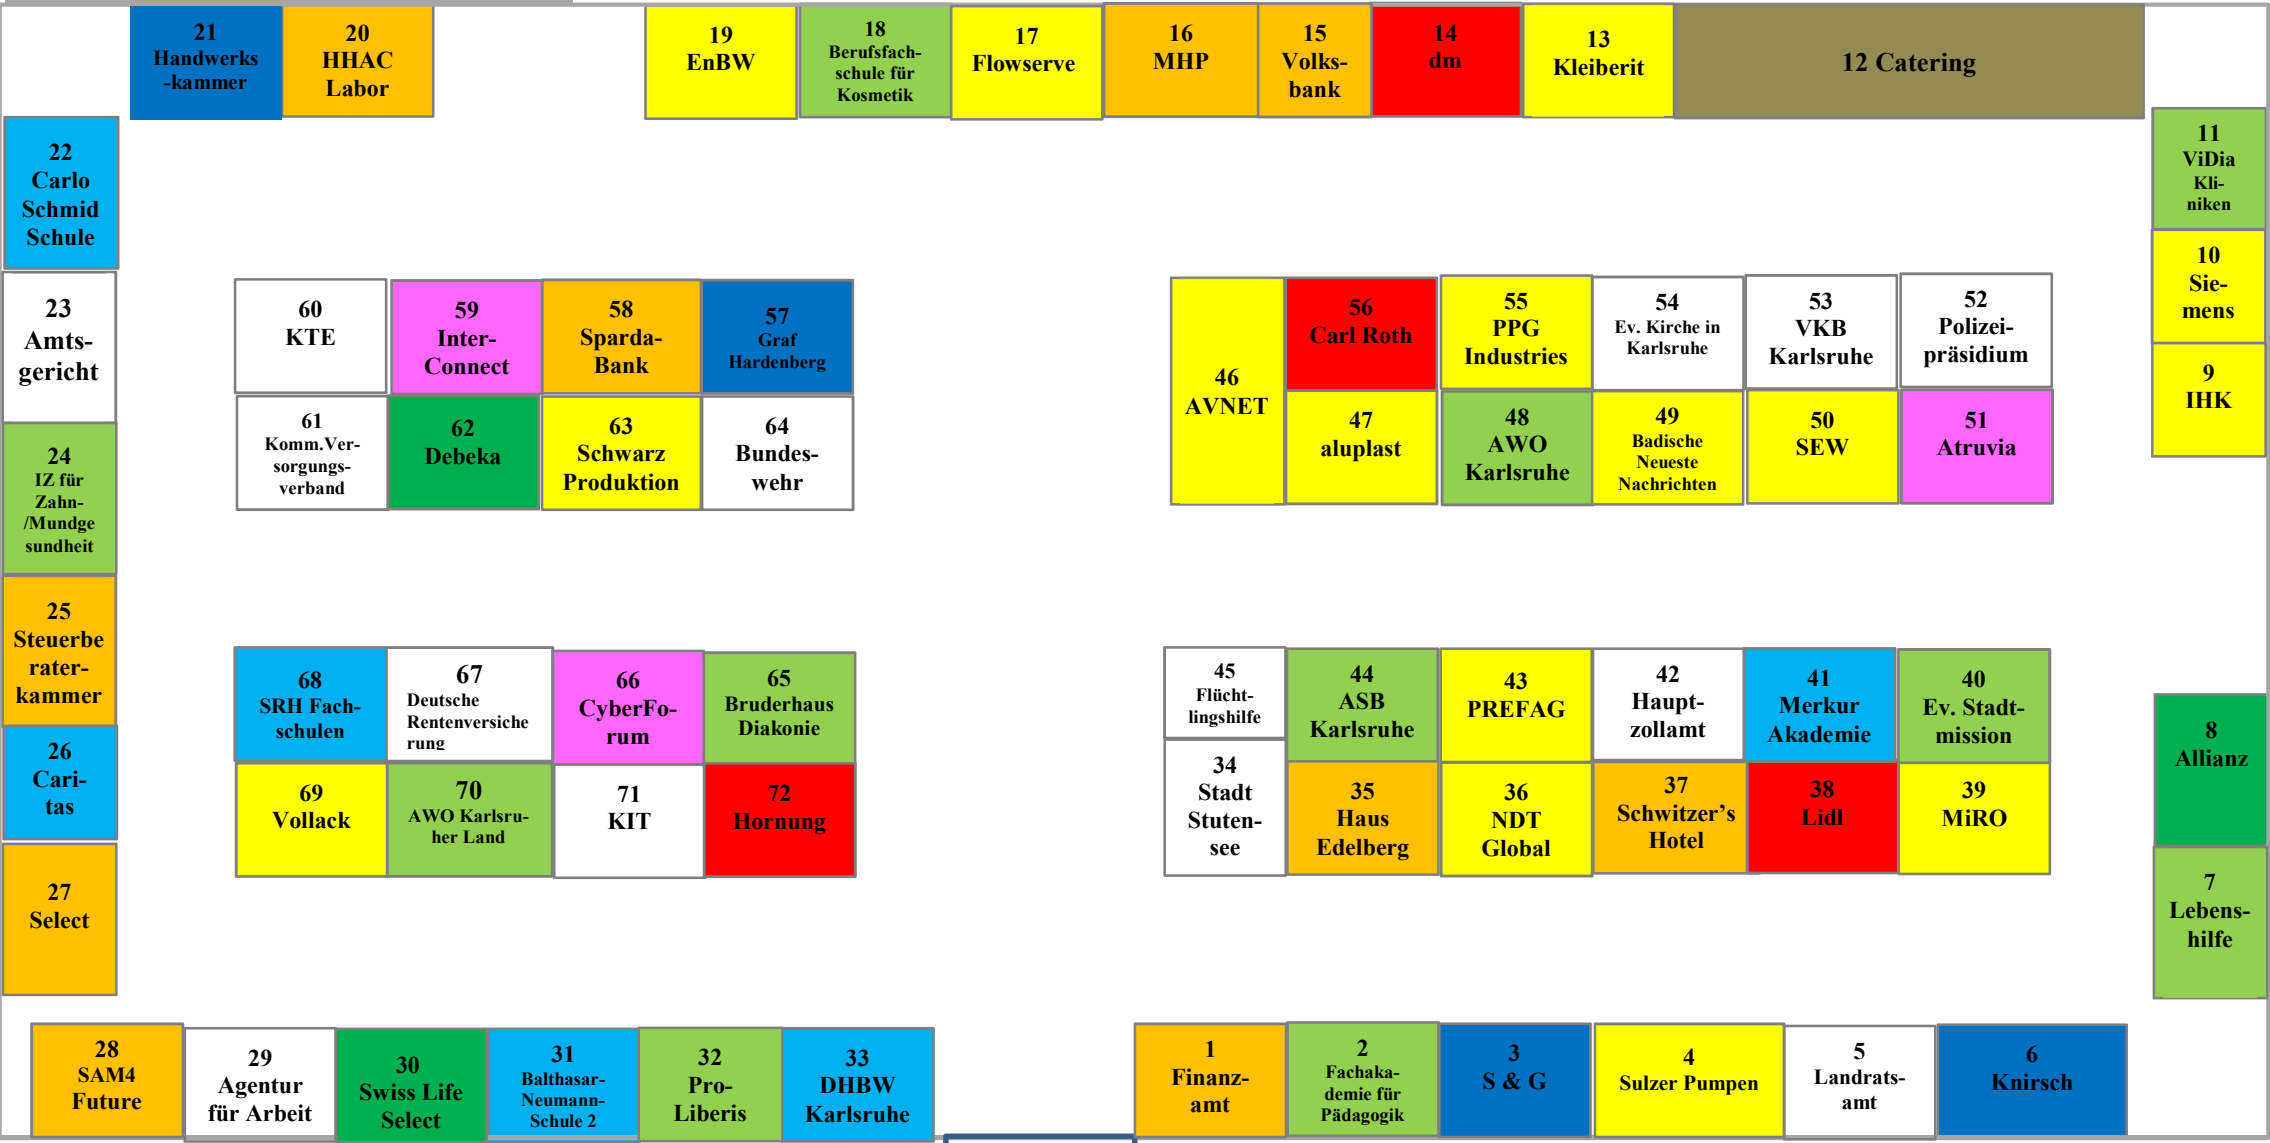 21
Handwerks
-kammer
20
HHAC
Labor
19
EnBW
18
Berufsfach-
schule für
Kosmetik
17
Flowserve
16
MHP
15
Volks-
bank
14
dm
13
Kleiberit
12 Catering
22
Carlo
Schmid
Schule
11
ViDia
Kli-
niken
23
Amts-
gericht
10
Sie-
mens
9
IHK
60
KTE
59
Inter-
Connect
58
Sparda-
Bank
57
Graf
Hardenberg
46
AVNET
56
Carl Roth
55
PPG
Industries
54
Ev. Kirche in
Karlsruhe
53
VKB
Karlsruhe
52
Polizei-
präsidium
61
Komm.Ver-
sorgungs-
verband
62
Debeka
63
Schwarz
Produktion
64
Bundes-
wehr
47
aluplast
48
AWO
Karlsruhe
49
Badische
Neueste
Nachrichten
50
SEW
51
Atruvia
24
IZ für
Zahn-
/Mundge
sundheit
25
Steuerbe
rater-
kammer
26
Cari-
tas
27
Select
68
SRH Fach-
schulen
67
Deutsche
Rentenversiche
rung
66
CyberFo-
rum
65
Bruderhaus
Diakonie
45
Flücht-
lingshilfe
44
ASB
Karlsruhe
43
PREFAG
42
Haupt-
zollamt
41
Merkur
Akademie
40
Ev. Stadt-
mission
8
Allianz
69
Vollack
70
AWO Karlsru-
her Land
71
KIT
72
Hornung
34
Stadt
Stuten-
see
35
Haus
Edelberg
36
NDT
Global
37
Schwitzer’s
Hotel
38
Lidl
39
MiRO
7
Lebens-
hilfe
28
SAM4
Future
29
Agentur
für Arbeit
30
Swiss Life
Select
31
Balthasar-
Neumann-
Schule 2
32
Pro-
Liberis
33
DHBW
Karlsruhe
1
Finanz-
amt
2
Fachaka-
demie für
Pädagogik
3
S & G
4
Sulzer Pumpen
5
Landrats-
amt
6
Knirsch